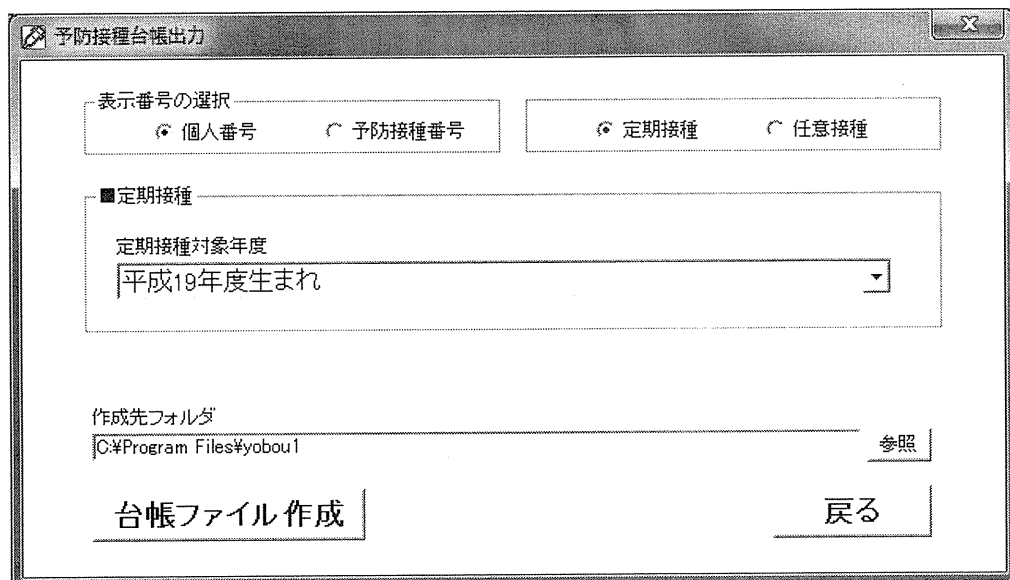 予防接種台帳出力
表示番号の選択
個人番号 予防接種番号 定期接種 任意接種
■定期接種
定期接種対象年度
平成19年度生まれ
作成先フォルダ
C:¥Program Files¥yobou1 参照
台帳ファイル作成 戻る